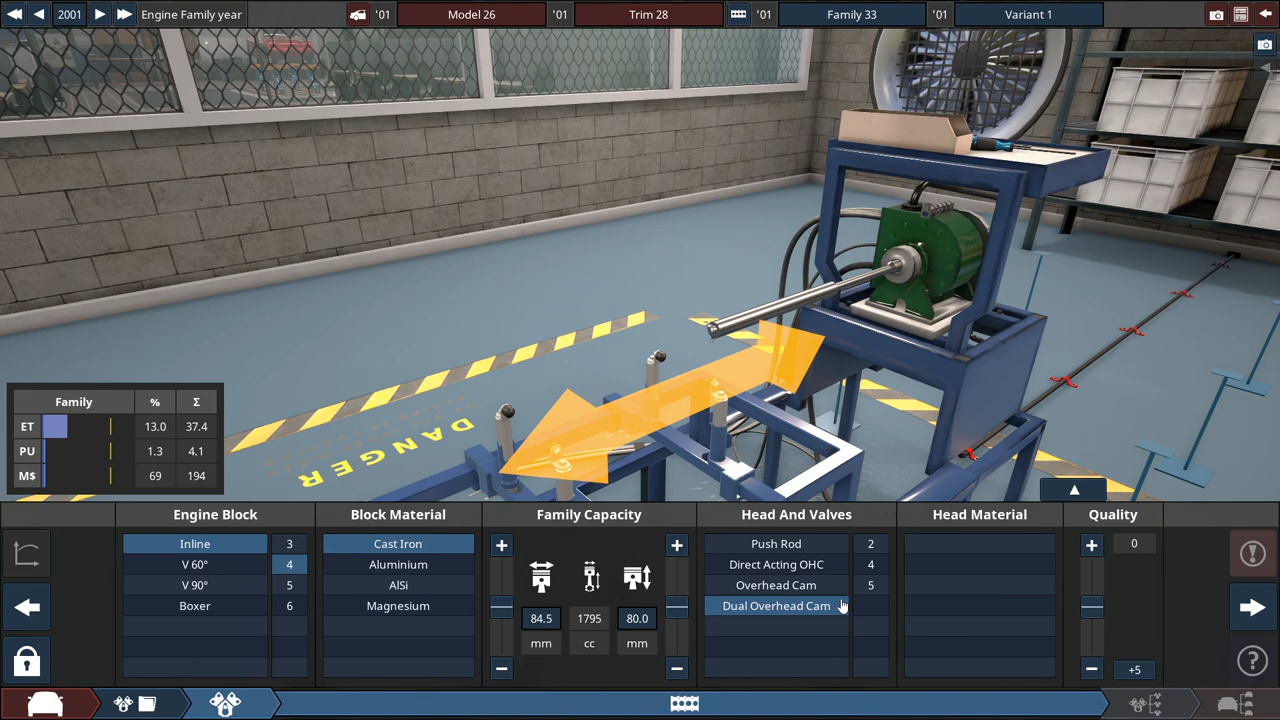 2001 Engine Family year '01 Model 26 '01 Trim 28 '01 Family 33 '01 Variant 1
DANGER
Family % Σ
ET 13.0 37.4
PU 1.3 4.1
M$ 69 194
Engine Block Block Material Family Capacity Head And Valves Head Material Quality
Inline 3 Cast Iron + + Push Rod 2 + 0
V 60° 4 Aluminium Direct Acting OHC 4
V 90° 5 AlSi Overhead Cam 5
Boxer 6 Magnesium Dual Overhead Cam
84.5 1795 80.0
mm cc mm
− − − +5
?